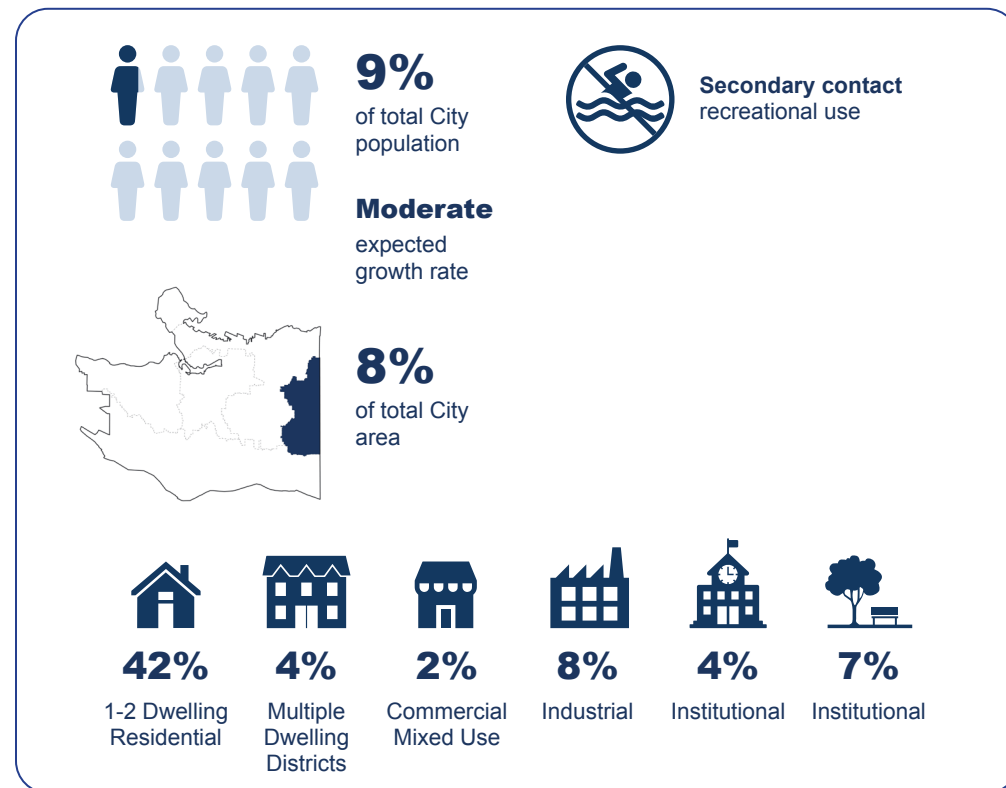 9%
of total City
population
Secondary contact
recreational use
Moderate
expected
growth rate
8%
of total City
area
42%
1-2 Dwelling
Residential
4%
Multiple
Dwelling
Districts
2%
Commercial
Mixed Use
8%
Industrial
4%
Institutional
7%
Institutional